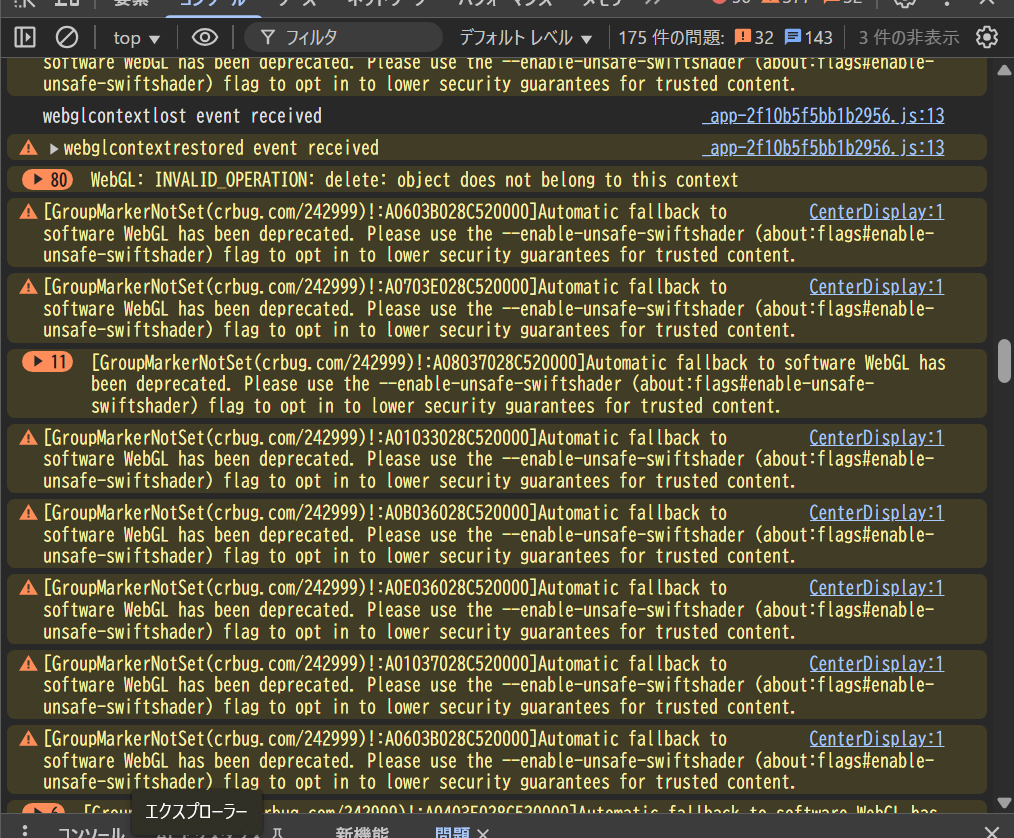 コンソール
top ▼
フィルタ
デフォルト レベル ▼
175 件の問題: 32 143
3 件の非表示
software WebGL has been deprecated. Please use the --enable-unsafe-swiftshader (about:flags#enable-
unsafe-swiftshader) flag to opt in to lower security guarantees for trusted content.
webglcontextlost event received _app-2f10b5f5bb1b2956.js:13
webglcontextrestored event received _app-2f10b5f5bb1b2956.js:13
80 WebGL: INVALID_OPERATION: delete: object does not belong to this context
[GroupMarkerNotSet(crbug.com/242999)!:A0603B028C520000]Automatic fallback to CenterDisplay:1
software WebGL has been deprecated. Please use the --enable-unsafe-swiftshader (about:flags#enable-
unsafe-swiftshader) flag to opt in to lower security guarantees for trusted content.
[GroupMarkerNotSet(crbug.com/242999)!:A0703E028C520000]Automatic fallback to CenterDisplay:1
software WebGL has been deprecated. Please use the --enable-unsafe-swiftshader (about:flags#enable-
unsafe-swiftshader) flag to opt in to lower security guarantees for trusted content.
11 [GroupMarkerNotSet(crbug.com/242999)!:A08037028C520000]Automatic fallback to software WebGL has
been deprecated. Please use the --enable-unsafe-swiftshader (about:flags#enable-unsafe-
swiftshader) flag to opt in to lower security guarantees for trusted content.
[GroupMarkerNotSet(crbug.com/242999)!:A01033028C520000]Automatic fallback to CenterDisplay:1
software WebGL has been deprecated. Please use the --enable-unsafe-swiftshader (about:flags#enable-
unsafe-swiftshader) flag to opt in to lower security guarantees for trusted content.
[GroupMarkerNotSet(crbug.com/242999)!:A0B036028C520000]Automatic fallback to CenterDisplay:1
software WebGL has been deprecated. Please use the --enable-unsafe-swiftshader (about:flags#enable-
unsafe-swiftshader) flag to opt in to lower security guarantees for trusted content.
[GroupMarkerNotSet(crbug.com/242999)!:A0E036028C520000]Automatic fallback to CenterDisplay:1
software WebGL has been deprecated. Please use the --enable-unsafe-swiftshader (about:flags#enable-
unsafe-swiftshader) flag to opt in to lower security guarantees for trusted content.
[GroupMarkerNotSet(crbug.com/242999)!:A01037028C520000]Automatic fallback to CenterDisplay:1
software WebGL has been deprecated. Please use the --enable-unsafe-swiftshader (about:flags#enable-
unsafe-swiftshader) flag to opt in to lower security guarantees for trusted content.
[GroupMarkerNotSet(crbug.com/242999)!:A0603B028C520000]Automatic fallback to CenterDisplay:1
software WebGL has been deprecated. Please use the --enable-unsafe-swiftshader (about:flags#enable-
unsafe-swiftshader) flag to opt in to lower security guarantees for trusted content.
エクスプローラー
コンソール
新機能
問題